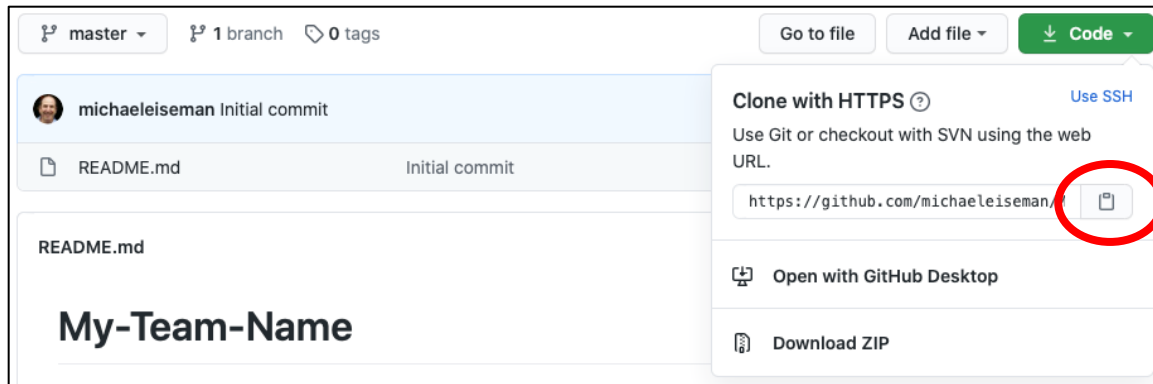 master 1 branch 0 tags Go to file Add file Code
michaeleiseman Initial commit
README.md Initial commit
README.md
My-Team-Name
Clone with HTTPS Use SSH
Use Git or checkout with SVN using the web
URL.
https://github.com/michaeleiseman/
Open with GitHub Desktop
Download ZIP